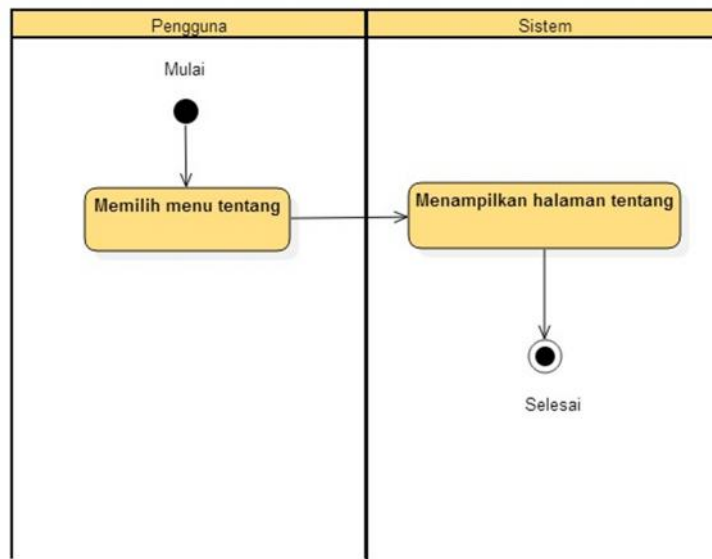 Pengguna
Sistem
Mulai
Memilih menu tentang
Menampilkan halaman tentang
Selesai